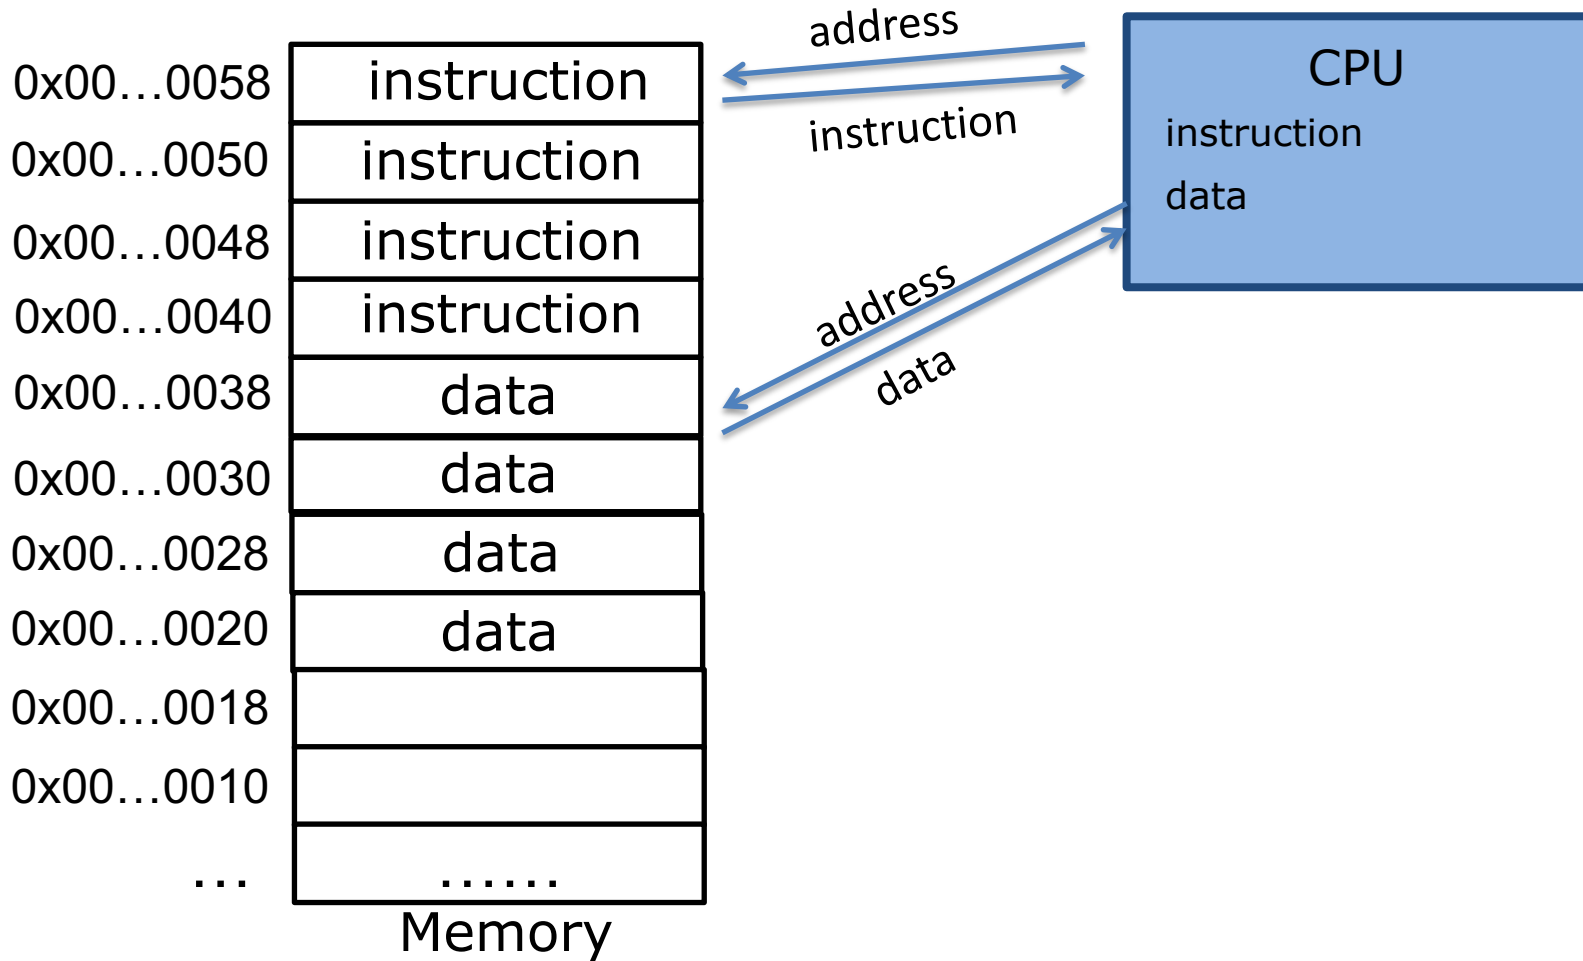 address
CPU
0x00...0058 instruction
instruction
instruction
0x00...0050 instruction
data
0x00...0048 instruction
address
0x00...0040 instruction
data
0x00...0038 data
0x00...0030 data
0x00...0028 data
0x00...0020 data
0x00...0018
0x00...0010
... ......
Memory